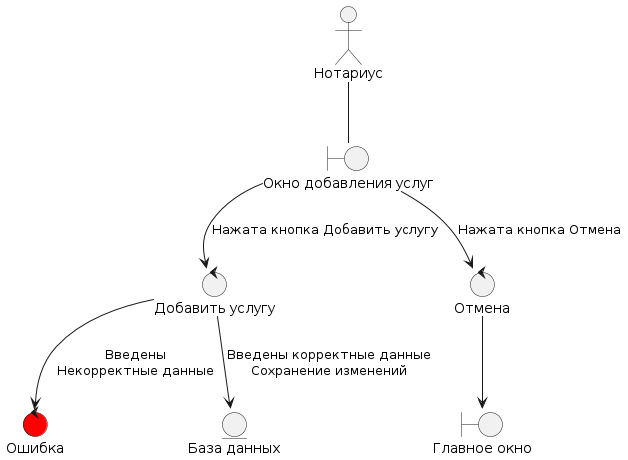 Нотариус
Окно добавления услуг
Нажата кнопка Добавить услугу
Нажата кнопка Отмена
Добавить услугу
Отмена
Введены
Некорректные данные
Введены корректные данные
Сохранение изменений
Ошибка
База данных
Главное окно